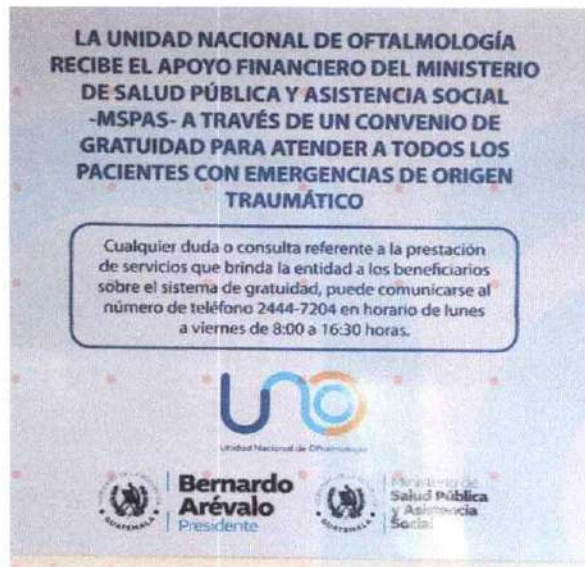 LA UNIDAD NACIONAL DE OFTALMOLOGÍA
RECIBE EL APOYO FINANCIERO DEL MINISTERIO
DE SALUD PÚBLICA Y ASISTENCIA SOCIAL
-MSPAS- A TRAVÉS DE UN CONVENIO DE
GRATUIDAD PARA ATENDER A TODOS LOS
PACIENTES CON EMERGENCIAS DE ORIGEN
TRAUMÁTICO
Cualquier duda o consulta referente a la prestación
de servicios que brinda la entidad a los beneficiarios
sobre el sistema de gratuidad, puede comunicarse al
número de teléfono 2444-7204 en horario de lunes
a viernes de 8:00 a 16:30 horas.
UNO
Unidad Nacional de Oftalmología
GUATEMALA
Bernardo
Arévalo
Presidente
GUATEMALA
Ministerio de
Salud Pública
y Asistencia
Social